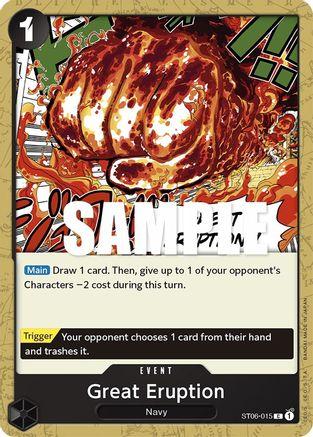 1
SAMPLE
Main Draw 1 card. Then, give up to 1 of your opponent's
Characters −2 cost during this turn.
Trigger Your opponent chooses 1 card from their hand
and trashes it.
EVENT
Great Eruption
Navy
ST06-015 C 1